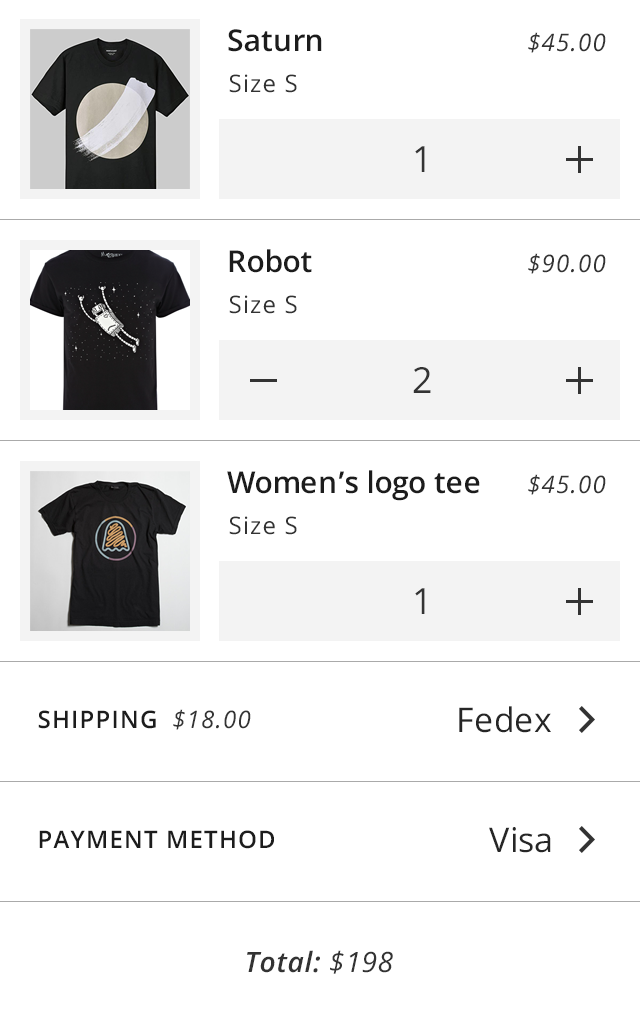 Saturn $45.00
Size S
1 +
Robot $90.00
Size S
− 2 +
Women’s logo tee $45.00
Size S
1 +
SHIPPING $18.00 Fedex
PAYMENT METHOD Visa
Total: $198